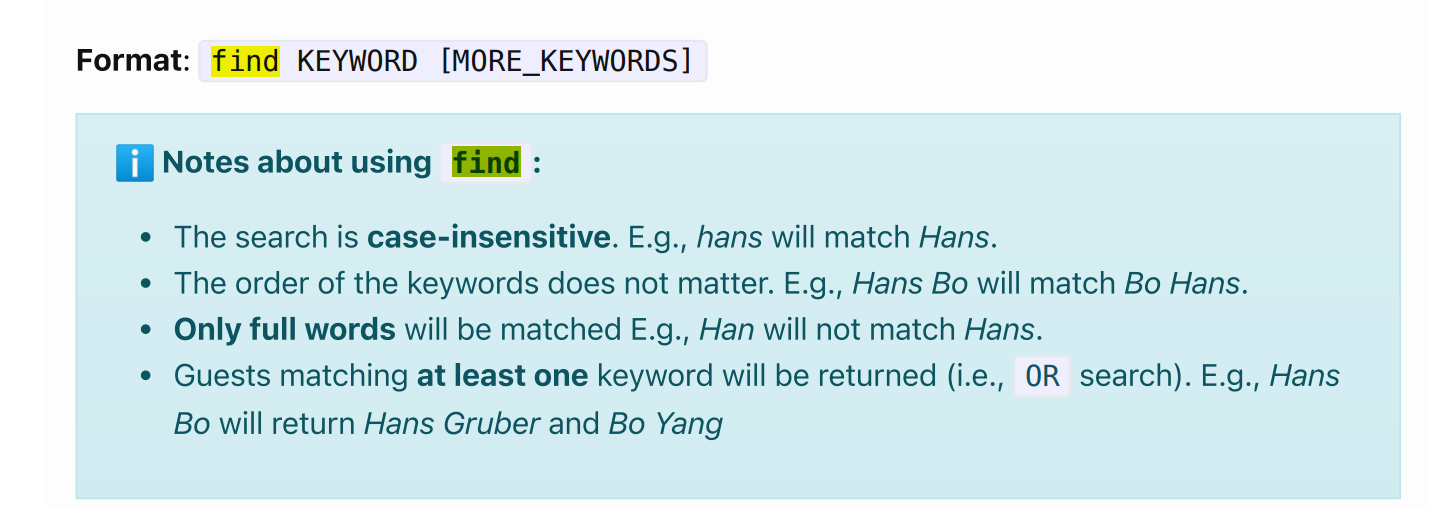 Format: find KEYWORD [MORE_KEYWORDS]
ℹ️ Notes about using find :
• The search is case-insensitive. E.g., hans will match Hans.
• The order of the keywords does not matter. E.g., Hans Bo will match Bo Hans.
• Only full words will be matched E.g., Han will not match Hans.
• Guests matching at least one keyword will be returned (i.e., OR search). E.g., Hans
Bo will return Hans Gruber and Bo Yang